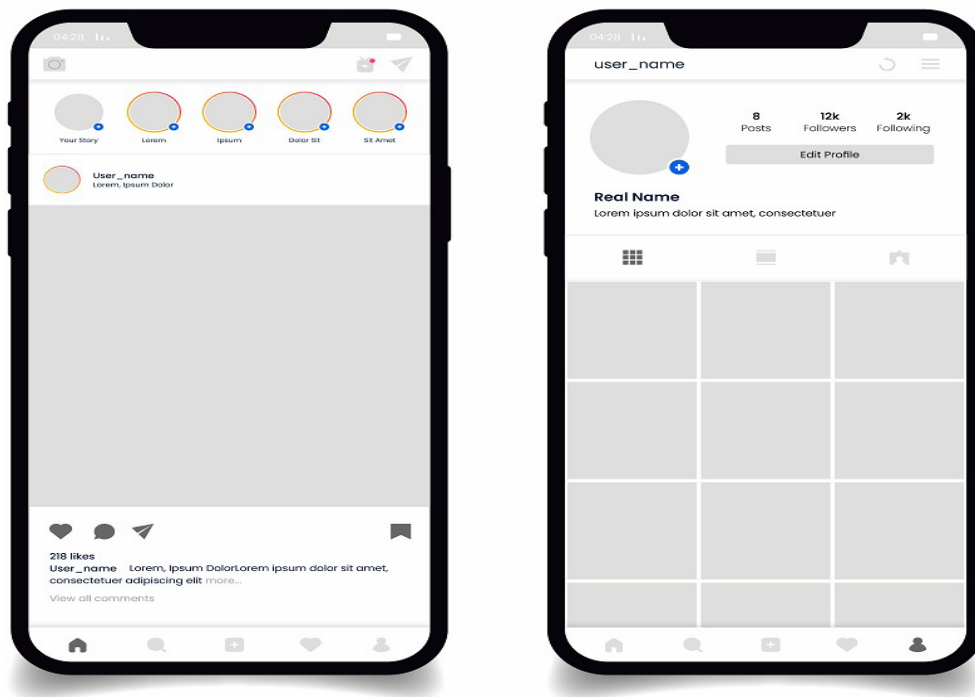 04:28
Your Story
Lorem
Ipsum
Dolor Sit
Sit Amet
User_name
Lorem, Ipsum Dolor
218 likes
User_name Lorem, Ipsum DolorLorem ipsum dolor sit amet,
consectetuer adipiscing elit more...
View all comments
04:28
user_name
8
Posts
12k
Followers
2k
Following
Edit Profile
Real Name
Lorem ipsum dolor sit amet, consectetuer